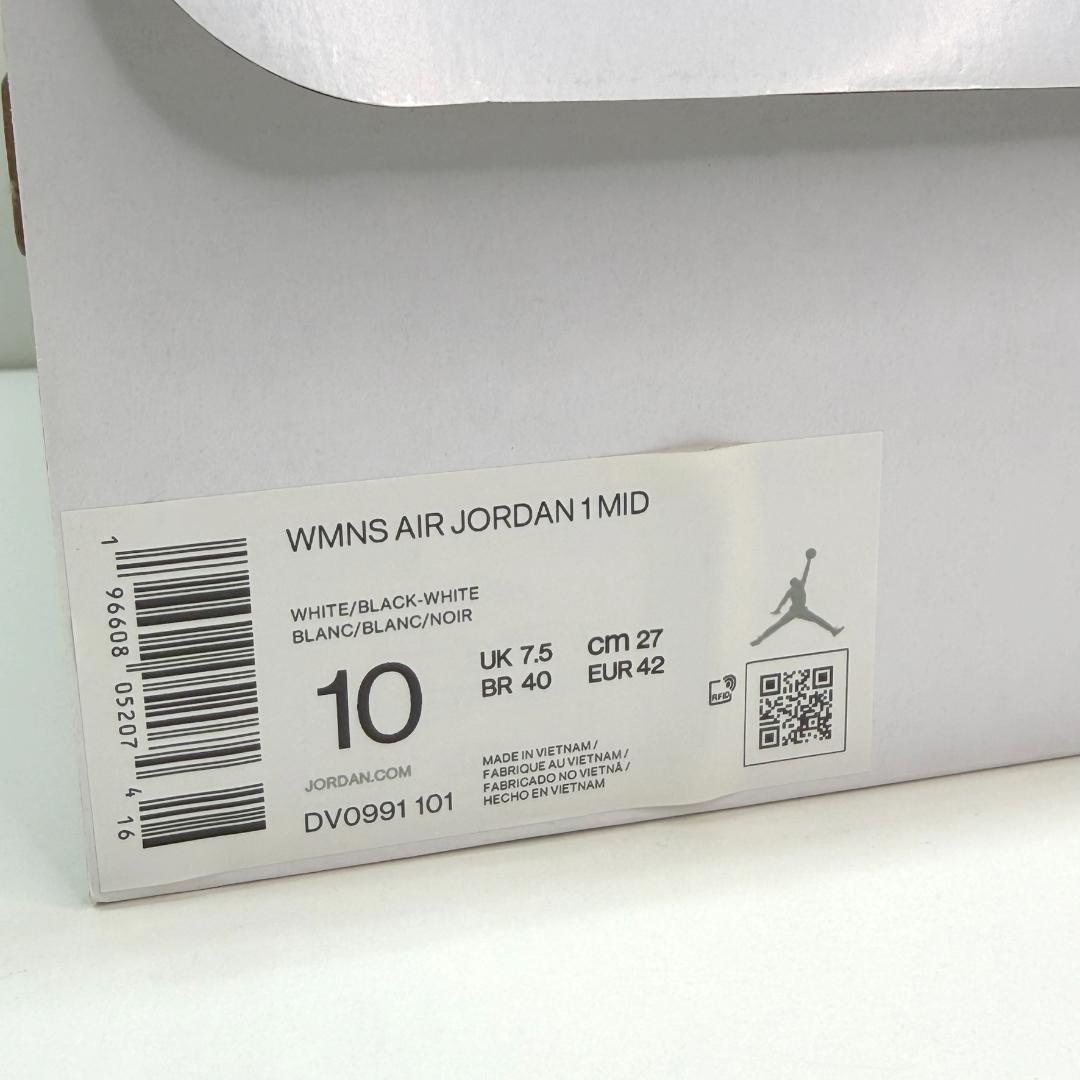 WMNS AIR JORDAN 1 MID
WHITE/BLACK-WHITE
BLANC/BLANC/NOIR
10
UK 7.5
cm 27
BR 40
EUR 42
JORDAN.COM
DV0991 101
MADE IN VIETNAM /
FABRIQUE AU VIETNAM /
FABRICADO NO VIETNÃ /
HECHO EN VIETNAM
RFID
1 96608 05207 4 16